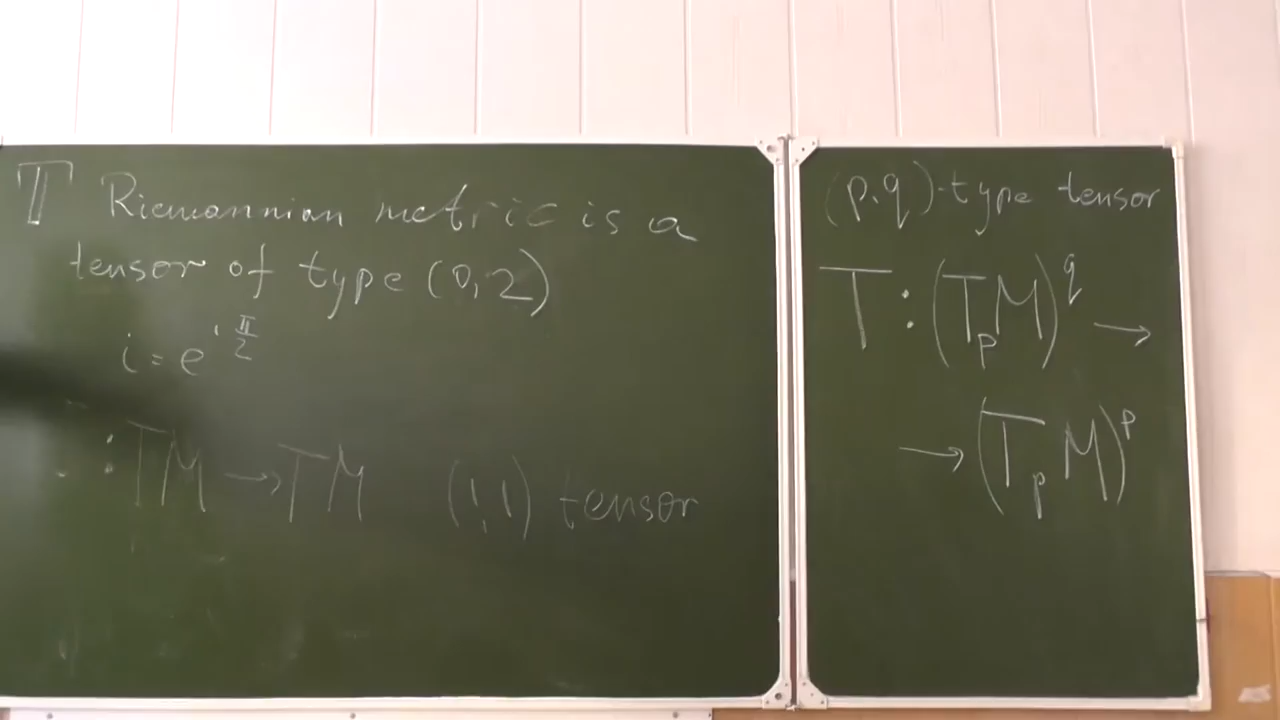 T Riemannian metric is a
tensor of type (0,2)
i = e^{i π/2}
: TM → TM (1,1) tensor
(p,q)-type tensor
T : (T_p M)^q →
→ (T_p M)^p